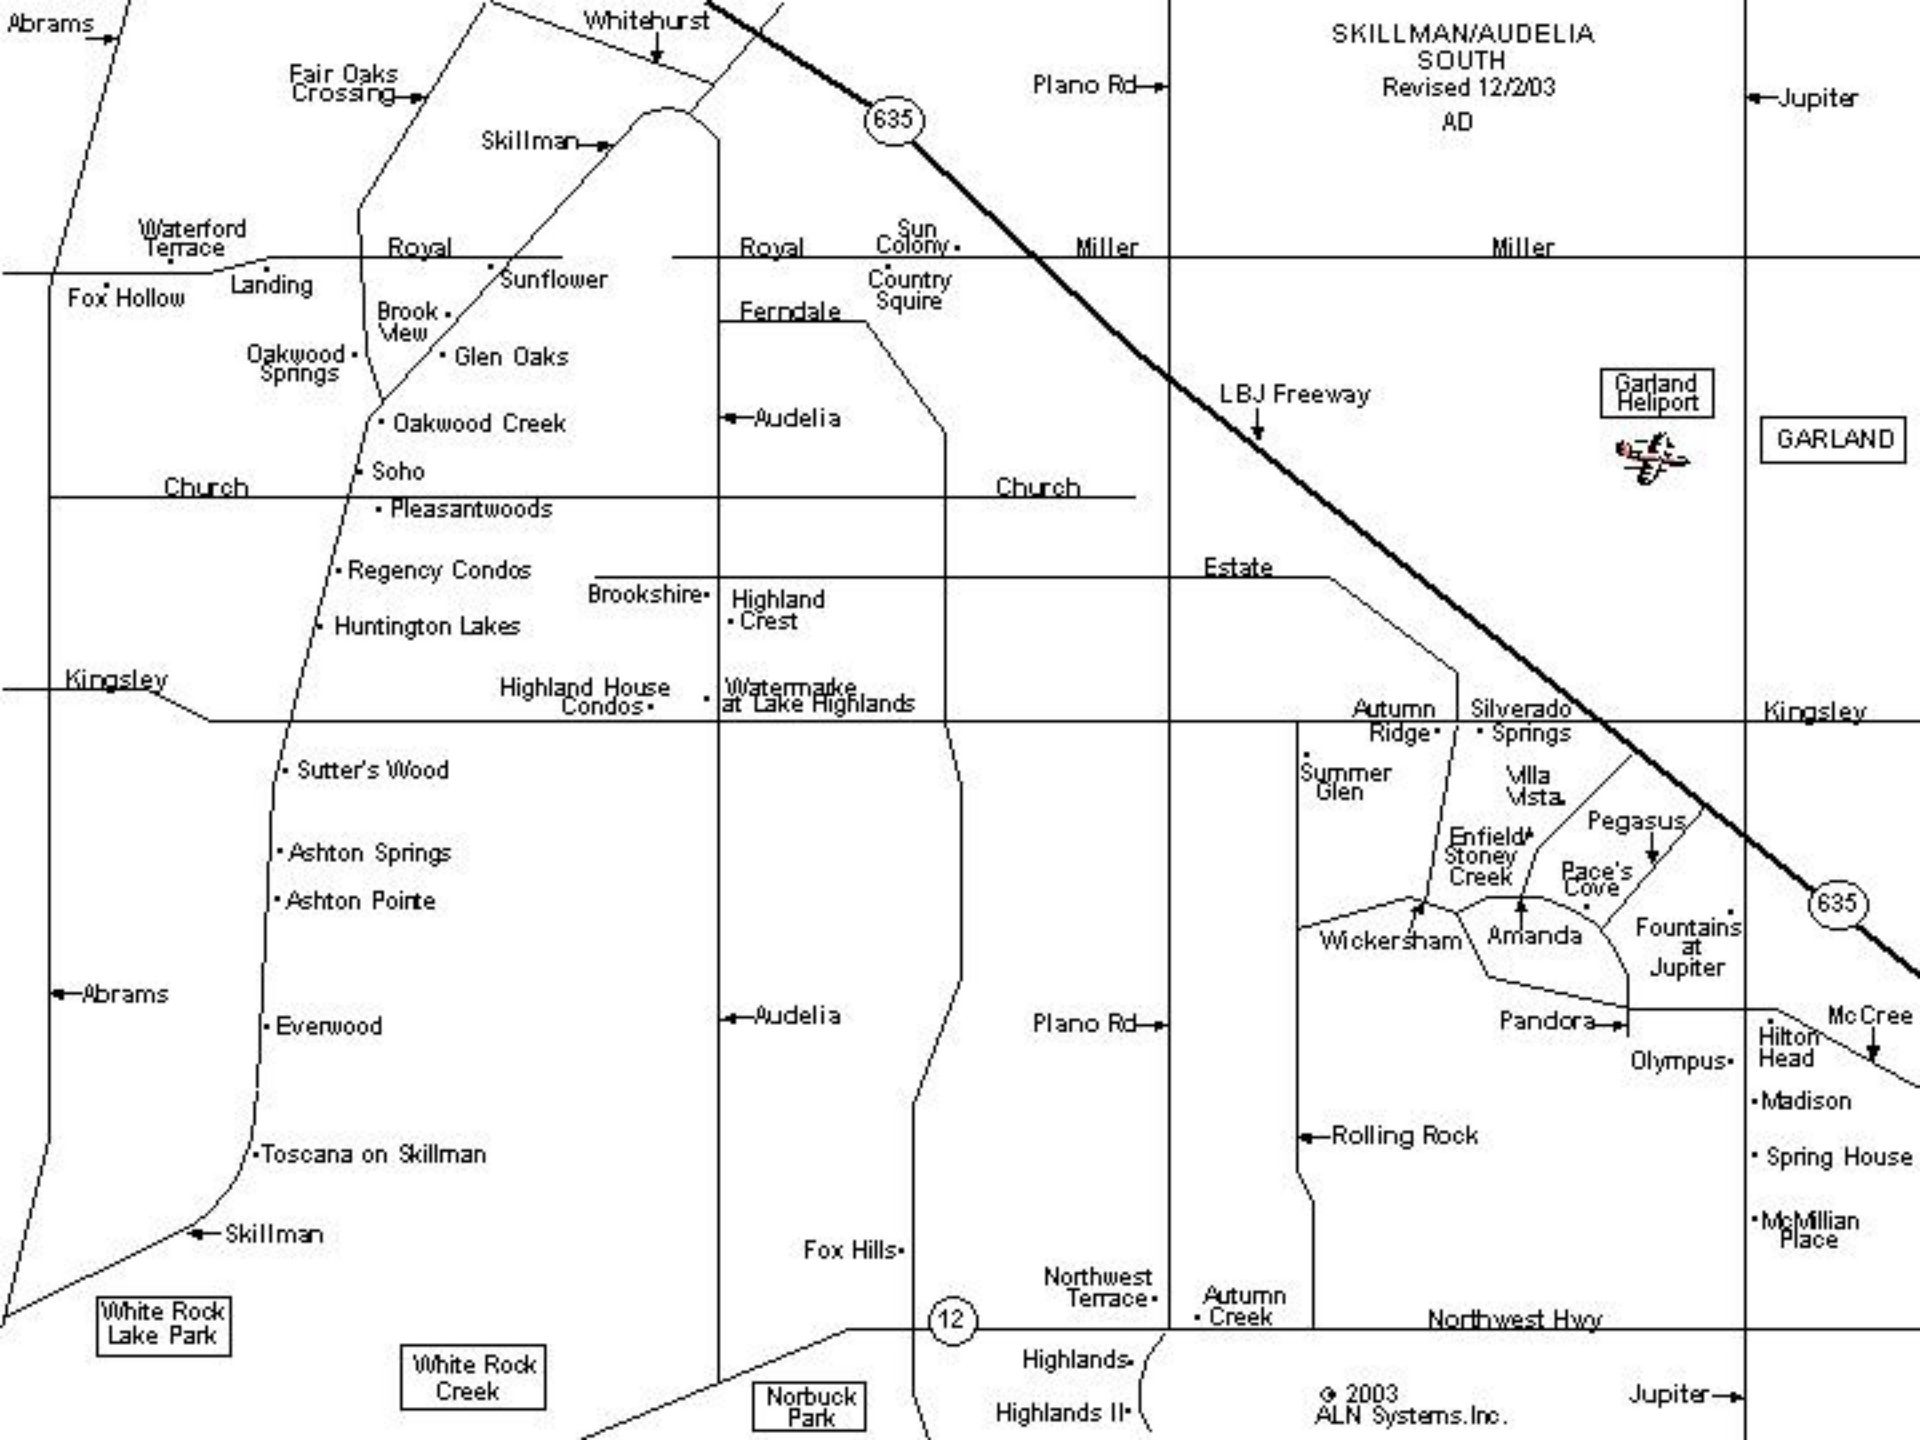 Abrams
Whitehurst
SKILLMAN/AUDELIA
SOUTH
Revised 12/2/03
AD
Fair Oaks
Crossing
Plano Rd
Jupiter
635
Skillman
Waterford
Terrace
Royal
Royal
Sun
Colony
Miller
Miller
Fox Hollow
Landing
Sunflower
Country
Squire
Brook
View
Ferndale
Oakwood
Springs
Glen Oaks
LBJ Freeway
Garland
Heliport
Oakwood Creek
Audelia
GARLAND
Soho
Church
Church
Pleasantwoods
Regency Condos
Estate
Brookshire
Highland
Crest
Huntington Lakes
Kingsley
Highland House
Condos
Watermarke
at Lake Highlands
Autumn
Ridge
Silverado
Springs
Kingsley
Sutter's Wood
Summer
Glen
Villa
Vista
Pegasus
Enfield
Stoney
Creek
Ashton Springs
Pace's
Cove
Ashton Pointe
635
Wickersham
Amanda
Fountains
at
Jupiter
Abrams
Everwood
Audelia
Plano Rd
Pandora
McCree
Hilton
Head
Olympus
Madison
Rolling Rock
Toscana on Skillman
Spring House
Skillman
McMillian
Place
Fox Hills
Northwest
Terrace
Autumn
Creek
White Rock
Lake Park
12
Northwest Hwy
White Rock
Creek
Highlands
Norbuck
Park
Highlands II
© 2003
ALN Systems.Inc.
Jupiter